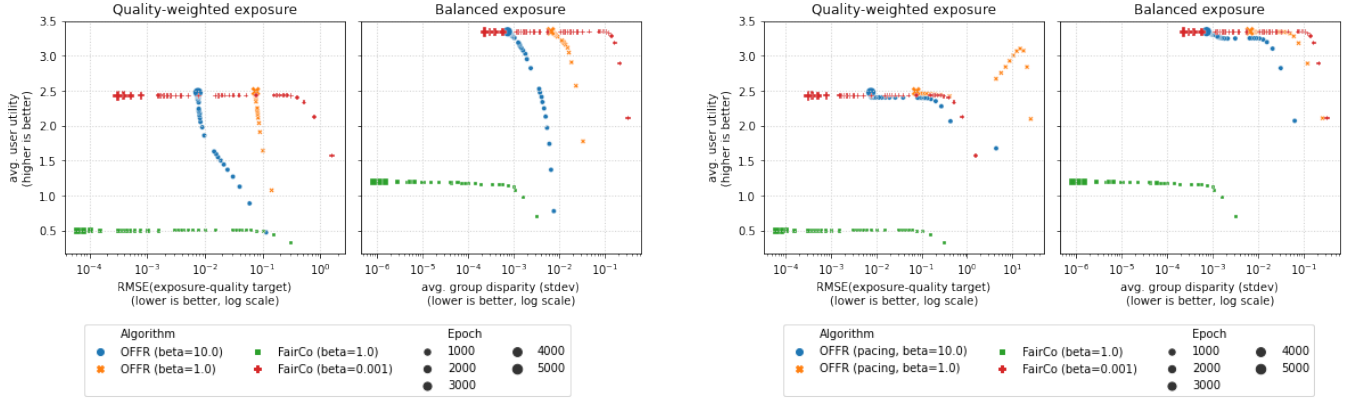 Quality-weighted exposure
Balanced exposure
3.5
3.0
2.5
2.0
1.5
1.0
0.5
avg. user utility
(higher is better)
10⁻⁴ 10⁻³ 10⁻² 10⁻¹ 10⁰
10⁻⁶ 10⁻⁵ 10⁻⁴ 10⁻³ 10⁻² 10⁻¹
RMSE(exposure-quality target)
(lower is better, log scale)
avg. group disparity (stdev)
(lower is better, log scale)
Algorithm
OFFR (beta=10.0)
OFFR (beta=1.0)
FairCo (beta=1.0)
FairCo (beta=0.001)
Epoch
1000
2000
3000
4000
5000
Quality-weighted exposure
Balanced exposure
3.5
3.0
2.5
2.0
1.5
1.0
0.5
avg. user utility
(higher is better)
10⁻⁴ 10⁻³ 10⁻² 10⁻¹ 10⁰ 10¹
10⁻⁶ 10⁻⁵ 10⁻⁴ 10⁻³ 10⁻² 10⁻¹
RMSE(exposure-quality target)
(lower is better, log scale)
avg. group disparity (stdev)
(lower is better, log scale)
Algorithm
OFFR (pacing, beta=10.0)
OFFR (pacing, beta=1.0)
FairCo (beta=1.0)
FairCo (beta=0.001)
Epoch
1000
2000
3000
4000
5000